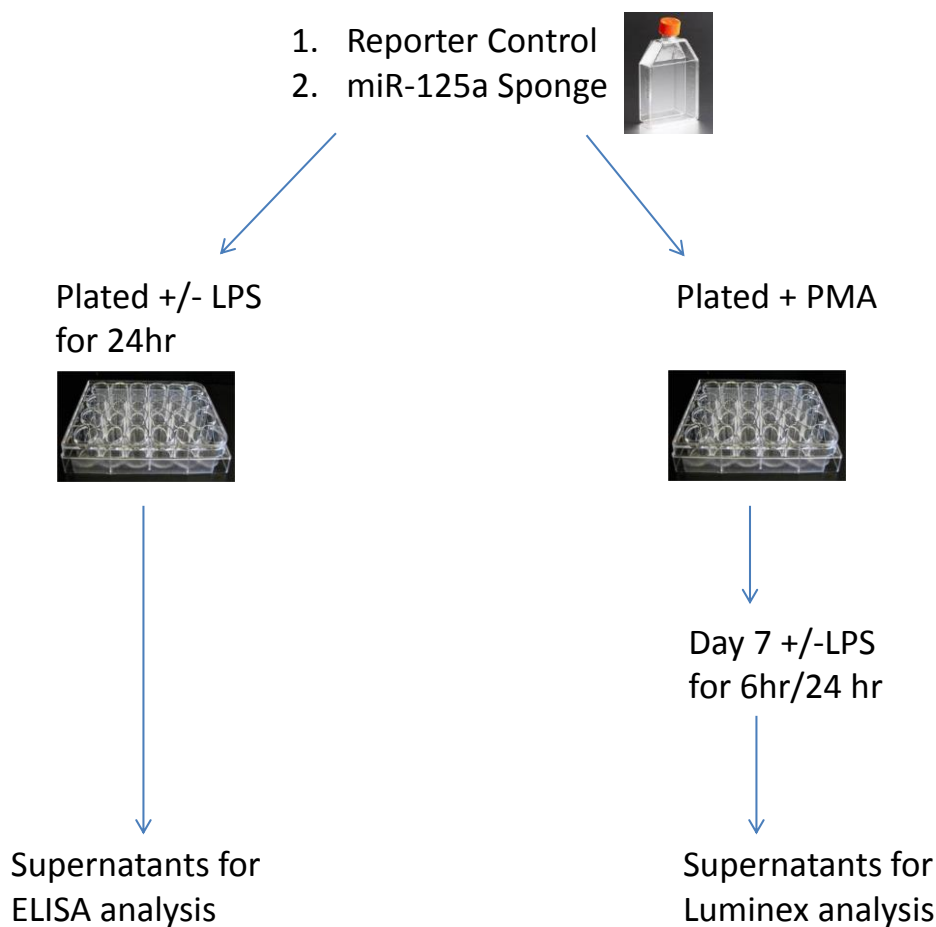 1. Reporter Control
2. miR-125a Sponge
Plated +/- LPS
for 24hr
Plated + PMA
Day 7 +/-LPS
for 6hr/24 hr
Supernatants for
ELISA analysis
Supernatants for
Luminex analysis